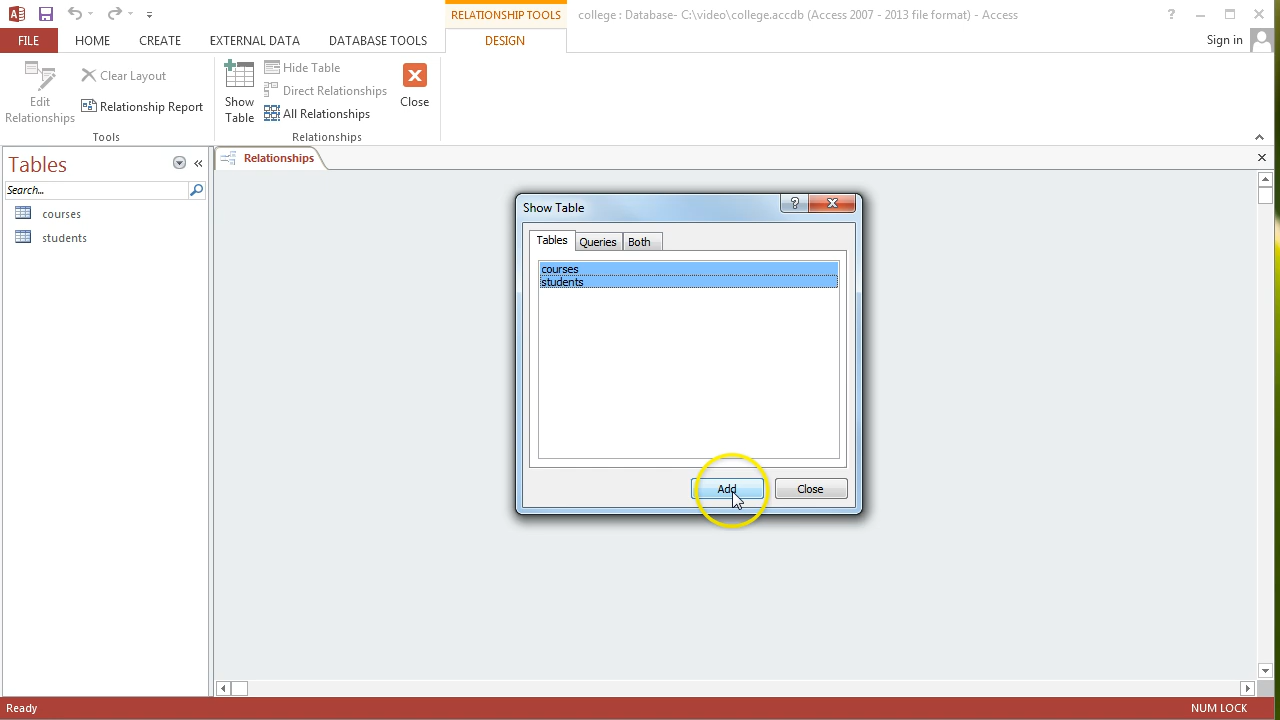 RELATIONSHIP TOOLS
college : Database- C:\video\college.accdb (Access 2007 - 2013 file format) - Access
?
FILE
HOME
CREATE
EXTERNAL DATA
DATABASE TOOLS
DESIGN
Sign in
Edit
Relationships
Clear Layout
Relationship Report
Tools
Show
Table
Hide Table
Direct Relationships
All Relationships
Relationships
Close
Tables
Search...
courses
students
Relationships
Show Table
?
Tables
Queries
Both
courses
students
Add
Close
Ready
NUM LOCK